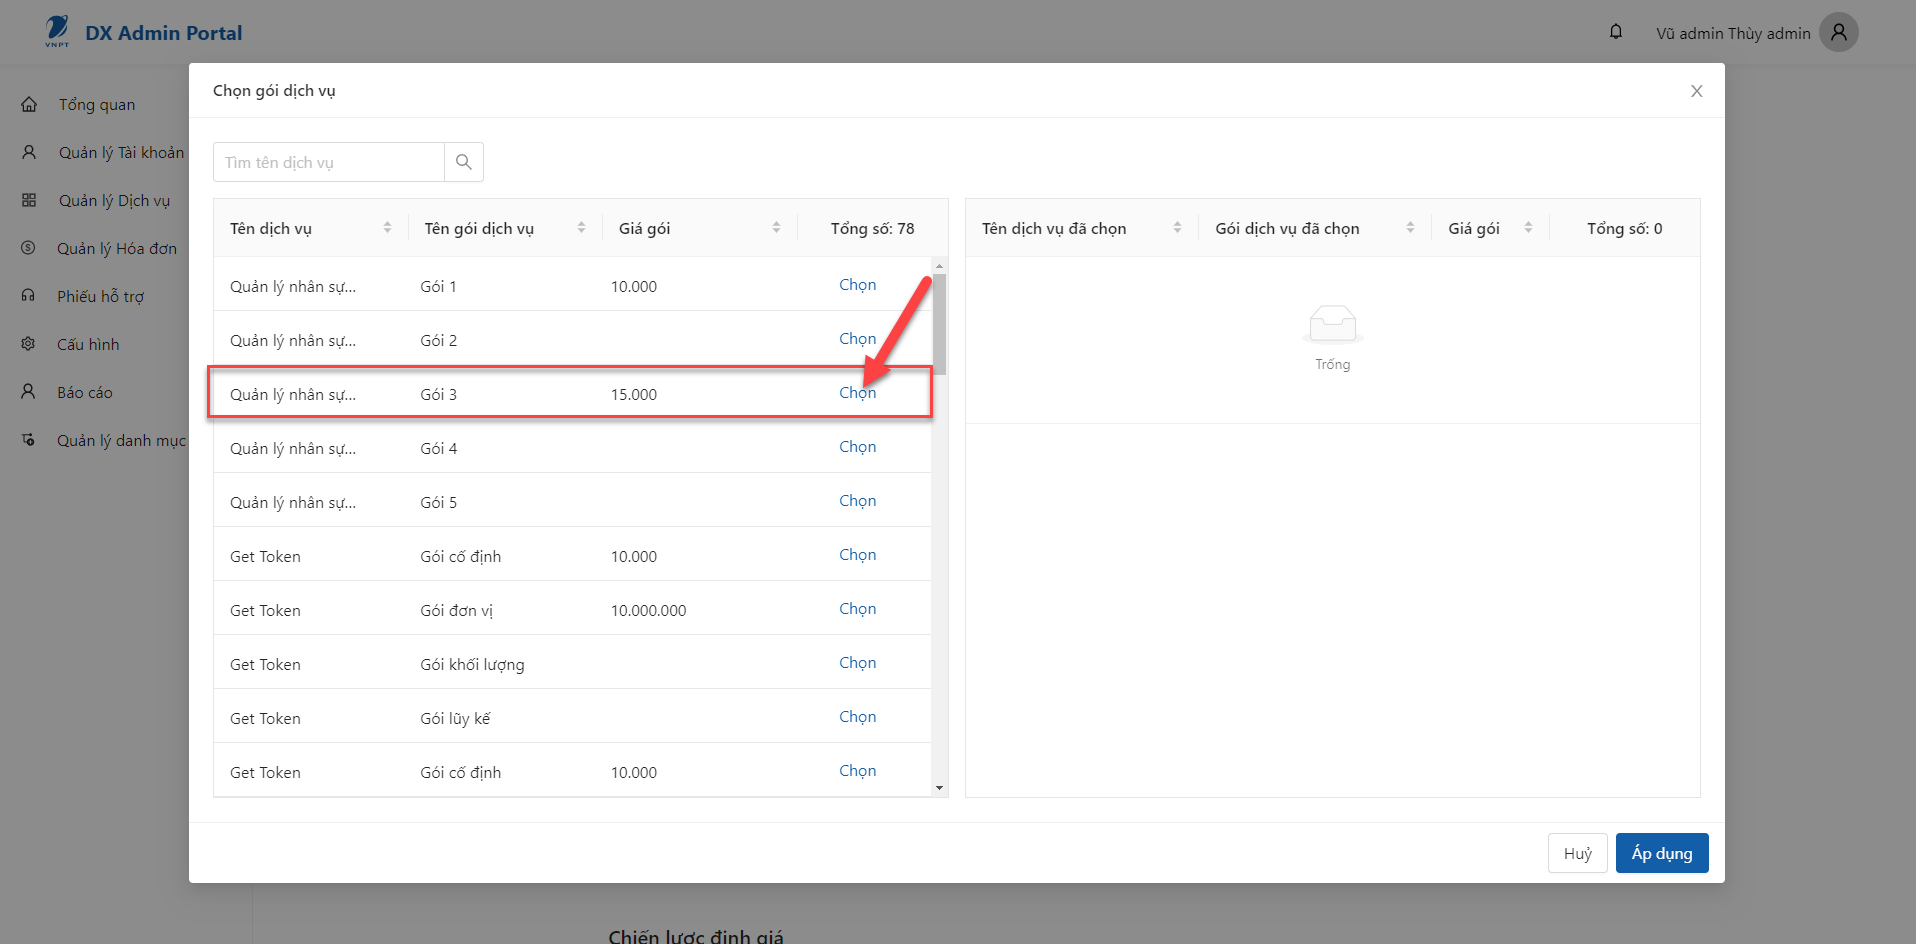 VNPT
DX Admin Portal
Vũ admin Thùy admin
Tổng quan
Quản lý Tài khoản
Quản lý Dịch vụ
Quản lý Hóa đơn
Phiếu hỗ trợ
Cấu hình
Báo cáo
Quản lý danh mục
Chọn gói dịch vụ
Tìm tên dịch vụ
Tên dịch vụ Tên gói dịch vụ Giá gói Tổng số: 78
Quản lý nhân sự... Gói 1 10.000 Chọn
Quản lý nhân sự... Gói 2 Chọn
Quản lý nhân sự... Gói 3 15.000 Chọn
Quản lý nhân sự... Gói 4 Chọn
Quản lý nhân sự... Gói 5 Chọn
Get Token Gói cố định 10.000 Chọn
Get Token Gói đơn vị 10.000.000 Chọn
Get Token Gói khối lượng Chọn
Get Token Gói lũy kế Chọn
Get Token Gói cố định 10.000 Chọn
Tên dịch vụ đã chọn Gói dịch vụ đã chọn Giá gói Tổng số: 0
Trống
Huỷ Áp dụng
Chiến lược định giá